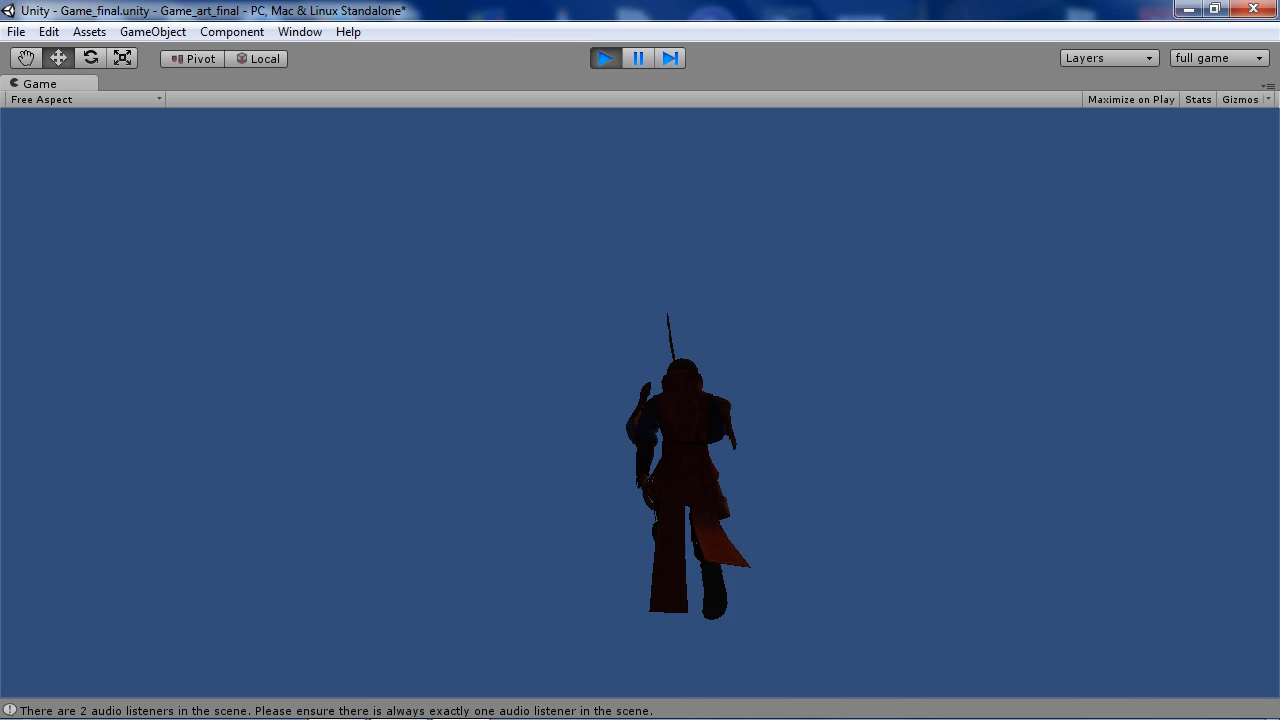 Unity - Game_final.unity - Game_art_final - PC, Mac & Linux Standalone*
File Edit Assets GameObject Component Window Help
Pivot Local Layers full game
Game
Free Aspect Maximize on Play Stats Gizmos
There are 2 audio listeners in the scene. Please ensure there is always exactly one audio listener in the scene.